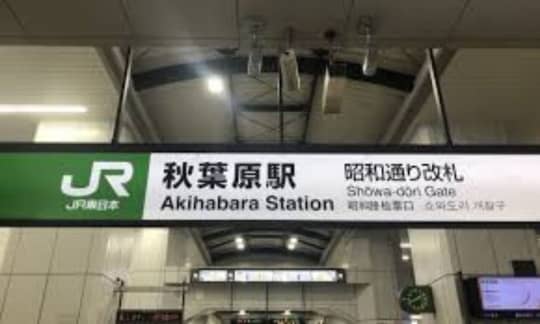 JR
JR東日本
秋葉原駅
Akihabara Station
昭和通り改札
Shōwa-dōri Gate
昭和通检票口 쇼와도리 개찰구